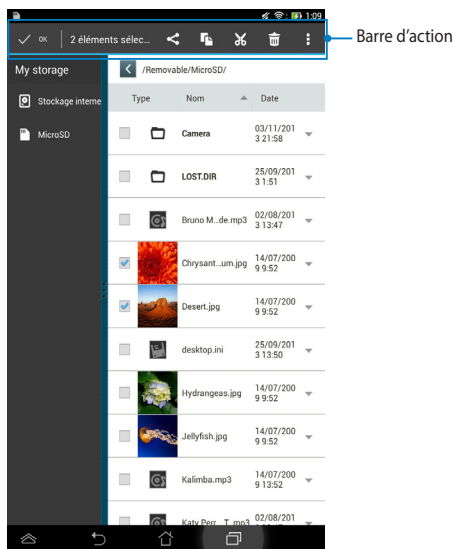 1:09
OK 2 éléments sélec... Barre d'action
My storage /Removable/MicroSD/
Stockage interne Type Nom Date
MicroSD
Camera 03/11/201
3 21:58
LOST.DIR 25/09/201
3 1:51
Bruno M..de.mp3 02/08/201
3 13:47
Chrysant..um.jpg 14/07/200
9 9:52
Desert.jpg 14/07/200
9 9:52
desktop.ini 25/09/201
3 13:50
Hydrangeas.jpg 14/07/200
9 9:52
Jellyfish.jpg 14/07/200
9 9:52
Kalimba.mp3 14/07/200
9 13:52
Katy Perr...T..mp3 02/08/201